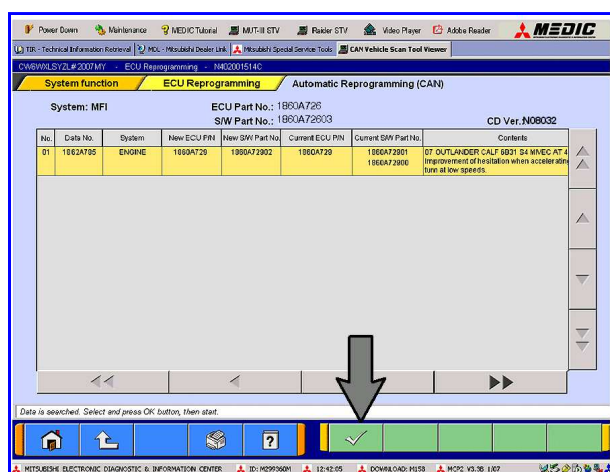 Power Down Maintenance MEDIC Tutorial MUT-III STV Raider STV Video Player Adobe Reader MEDIC
TIR - Technical Information Retrieval MDL - Mitsubishi Dealer Link Mitsubishi Special Service Tools CAN Vehicle Scan Tool Viewer
CW6WXLSYZL#2007MY - ECU Reprogramming - N402001514C
System function ECU Reprogramming Automatic Reprogramming (CAN)
System: MFI ECU Part No.: 1860A726
S/W Part No.: 1860A72603 CD Ver.:N08032
No. Data No. System New ECU P/N New S/W Part No. Current ECU P/N Current S/W Part No. Contents
01 1862A785 ENGINE 1860A729 1860A72902 1860A729 1860A72901 07 OUTLANDER CALF 6B31 S4 MIVEC AT 4
1860A72900 Improvement of hesitation when accelerating
turn at low speeds.
Data is searched. Select and press OK button, then start.
MITSUBISHI ELECTRONIC DIAGNOSTIC & INFORMATION CENTER ID: M299360M 12:42:05 DOWNLOAD: M153 MCP2 V3.38 1/07